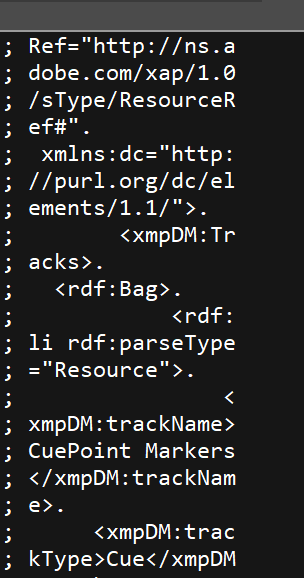 ; Ref="http://ns.a
; dobe.com/xap/1.0
; /sType/ResourceR
; ef#".
;  xmlns:dc="http:
; //purl.org/dc/el
; ements/1.1/">.
;        <xmpDM:Tr
; acks>.
;   <rdf:Bag>.
;            <rdf:
; li rdf:parseType
; ="Resource">.
;                <
; xmpDM:trackName>
; CuePoint Markers
; </xmpDM:trackNam
; e>.
;      <xmpDM:trac
; kType>Cue</xmpDM